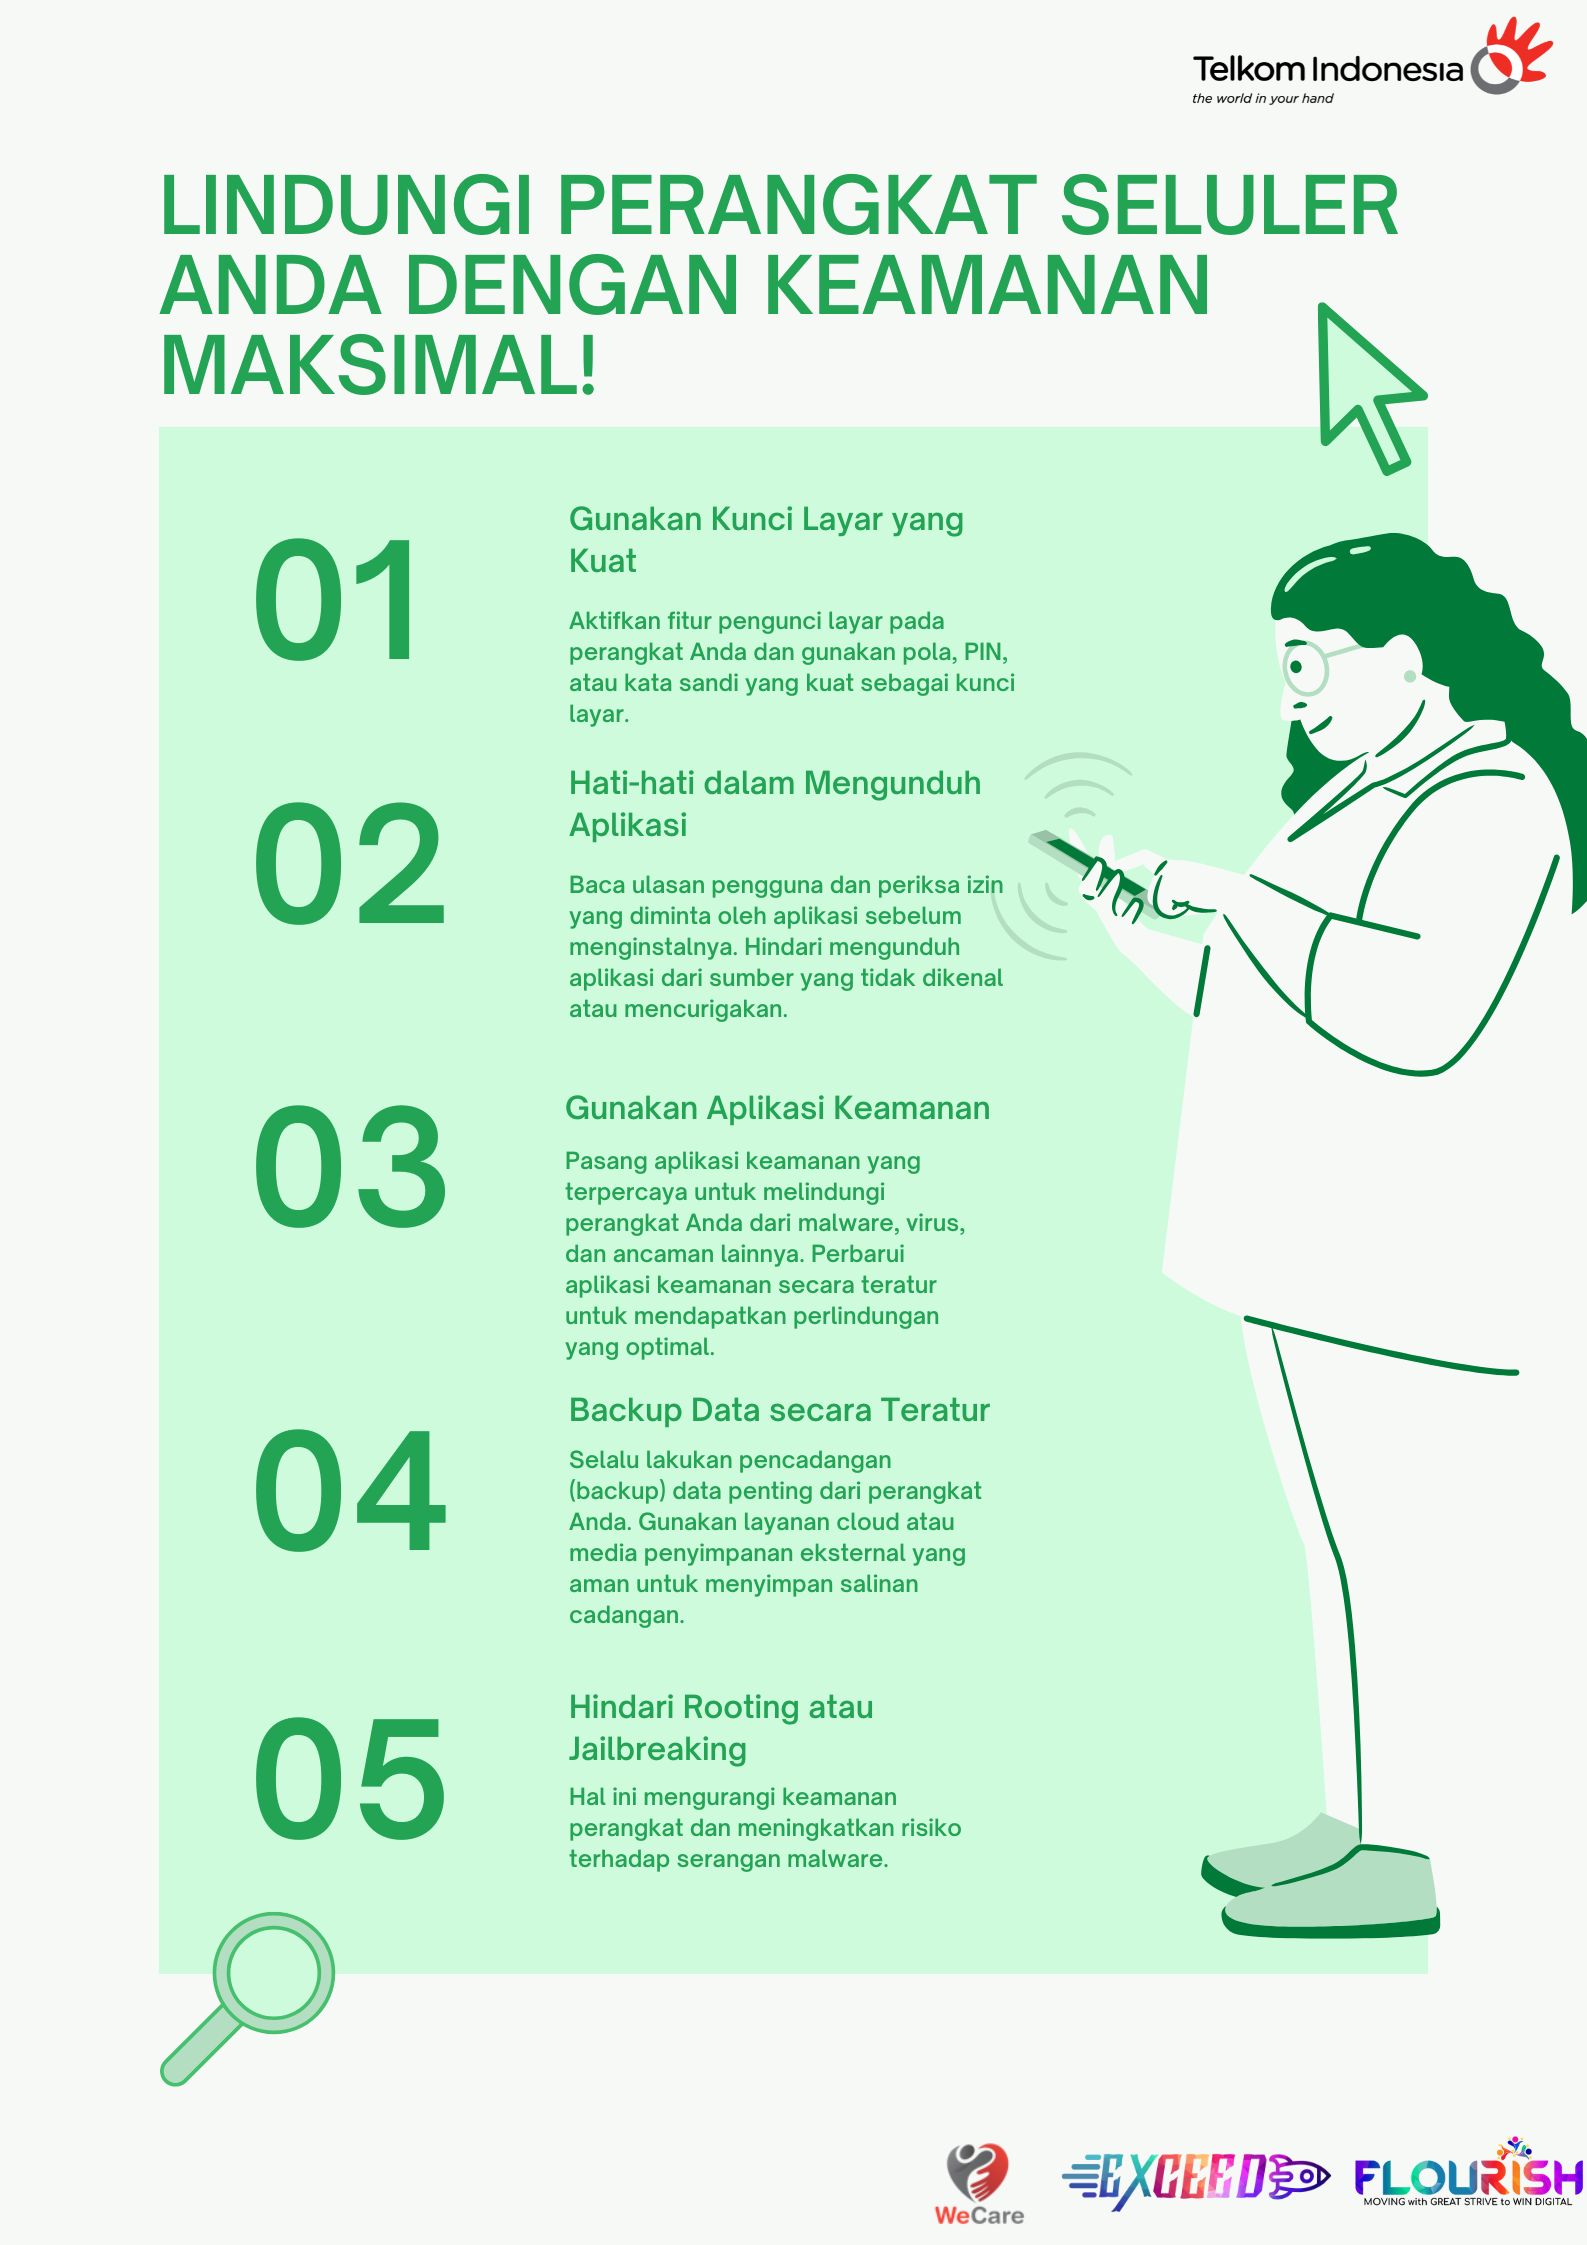 Telkom Indonesia
the world in your hand
LINDUNGI PERANGKAT SELULER
ANDA DENGAN KEAMANAN
MAKSIMAL!
01
Gunakan Kunci Layar yang
Kuat
Aktifkan fitur pengunci layar pada
perangkat Anda dan gunakan pola, PIN,
atau kata sandi yang kuat sebagai kunci
layar.
02
Hati-hati dalam Mengunduh
Aplikasi
Baca ulasan pengguna dan periksa izin
yang diminta oleh aplikasi sebelum
menginstalnya. Hindari mengunduh
aplikasi dari sumber yang tidak dikenal
atau mencurigakan.
03
Gunakan Aplikasi Keamanan
Pasang aplikasi keamanan yang
terpercaya untuk melindungi
perangkat Anda dari malware, virus,
dan ancaman lainnya. Perbarui
aplikasi keamanan secara teratur
untuk mendapatkan perlindungan
yang optimal.
04
Backup Data secara Teratur
Selalu lakukan pencadangan
(backup) data penting dari perangkat
Anda. Gunakan layanan cloud atau
media penyimpanan eksternal yang
aman untuk menyimpan salinan
cadangan.
05
Hindari Rooting atau
Jailbreaking
Hal ini mengurangi keamanan
perangkat dan meningkatkan risiko
terhadap serangan malware.
WeCare
EXCEED
FLOURISH
MOVING with GREAT STRIVE to WIN DIGITAL